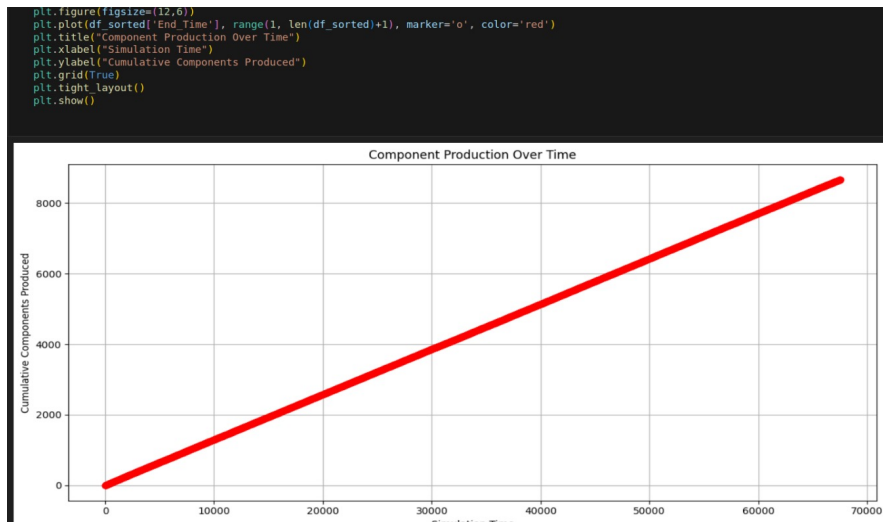 plt.figure(figsize=(12,6))
plt.plot(df_sorted['End_Time'], range(1, len(df_sorted)+1), marker='o', color='red')
plt.title("Component Production Over Time")
plt.xlabel("Simulation Time")
plt.ylabel("Cumulative Components Produced")
plt.grid(True)
plt.tight_layout()
plt.show()
Component Production Over Time
Cumulative Components Produced
8000
6000
4000
2000
0
0 10000 20000 30000 40000 50000 60000 70000
Simulation Time